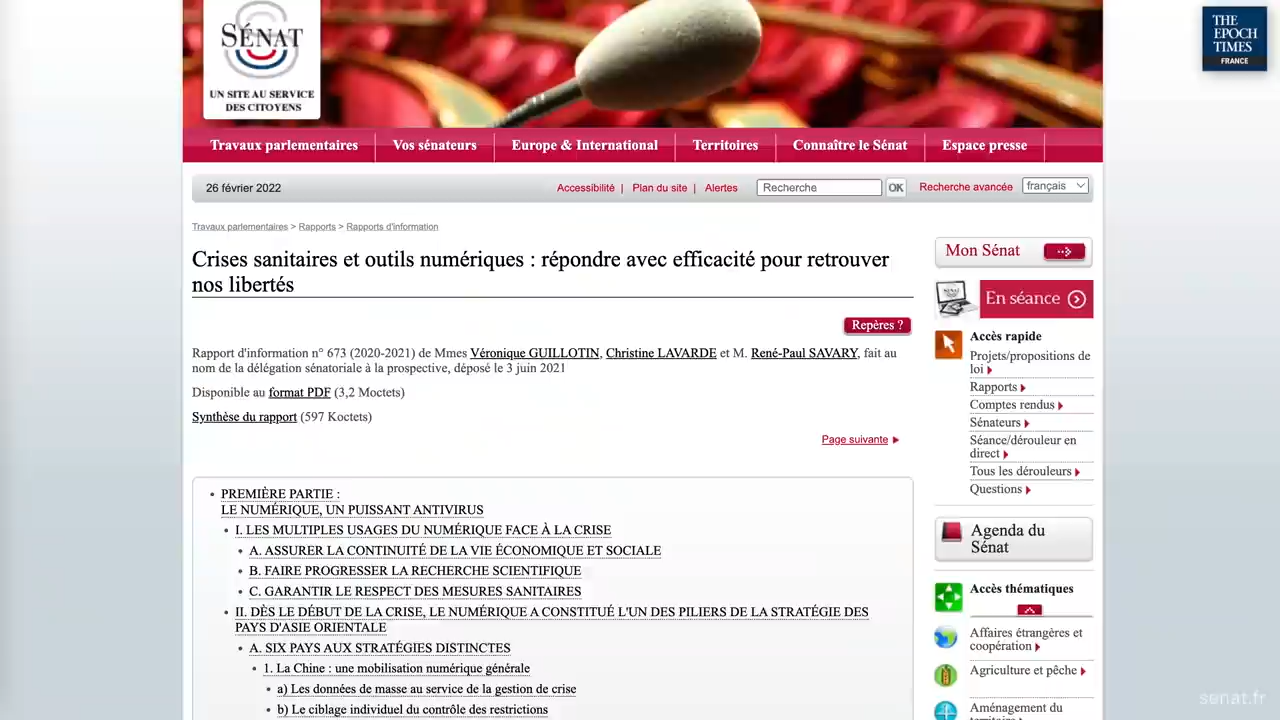 SÉNAT
UN SITE AU SERVICE
DES CITOYENS
THE
EPOCH
TIMES
FRANCE
Travaux parlementaires
Vos sénateurs
Europe & International
Territoires
Connaître le Sénat
Espace presse
26 février 2022
Accessibilité | Plan du site | Alertes
Recherche
OK
Recherche avancée
français
Travaux parlementaires > Rapports > Rapports d'information
Crises sanitaires et outils numériques : répondre avec efficacité pour retrouver
nos libertés
Repères ?
Rapport d'information n° 673 (2020-2021) de Mmes Véronique GUILLOTIN, Christine LAVARDE et M. René-Paul SAVARY, fait au
nom de la délégation sénatoriale à la prospective, déposé le 3 juin 2021
Disponible au format PDF (3,2 Moctets)
Synthèse du rapport (597 Koctets)
Page suivante
PREMIÈRE PARTIE :
LE NUMÉRIQUE, UN PUISSANT ANTIVIRUS
I. LES MULTIPLES USAGES DU NUMÉRIQUE FACE À LA CRISE
A. ASSURER LA CONTINUITÉ DE LA VIE ÉCONOMIQUE ET SOCIALE
B. FAIRE PROGRESSER LA RECHERCHE SCIENTIFIQUE
C. GARANTIR LE RESPECT DES MESURES SANITAIRES
II. DÈS LE DÉBUT DE LA CRISE, LE NUMÉRIQUE A CONSTITUÉ L'UN DES PILIERS DE LA STRATÉGIE DES
PAYS D'ASIE ORIENTALE
A. SIX PAYS AUX STRATÉGIES DISTINCTES
1. La Chine : une mobilisation numérique générale
a) Les données de masse au service de la gestion de crise
b) Le ciblage individuel du contrôle des restrictions
Mon Sénat
SÉNAT
En séance
Accès rapide
Projets/propositions de
loi
Rapports
Comptes rendus
Sénateurs
Séance/dérouleur en
direct
Tous les dérouleurs
Questions
Agenda du
Sénat
Accès thématiques
Affaires étrangères et
coopération
Agriculture et pêche
Aménagement du
territoire
senat.fr